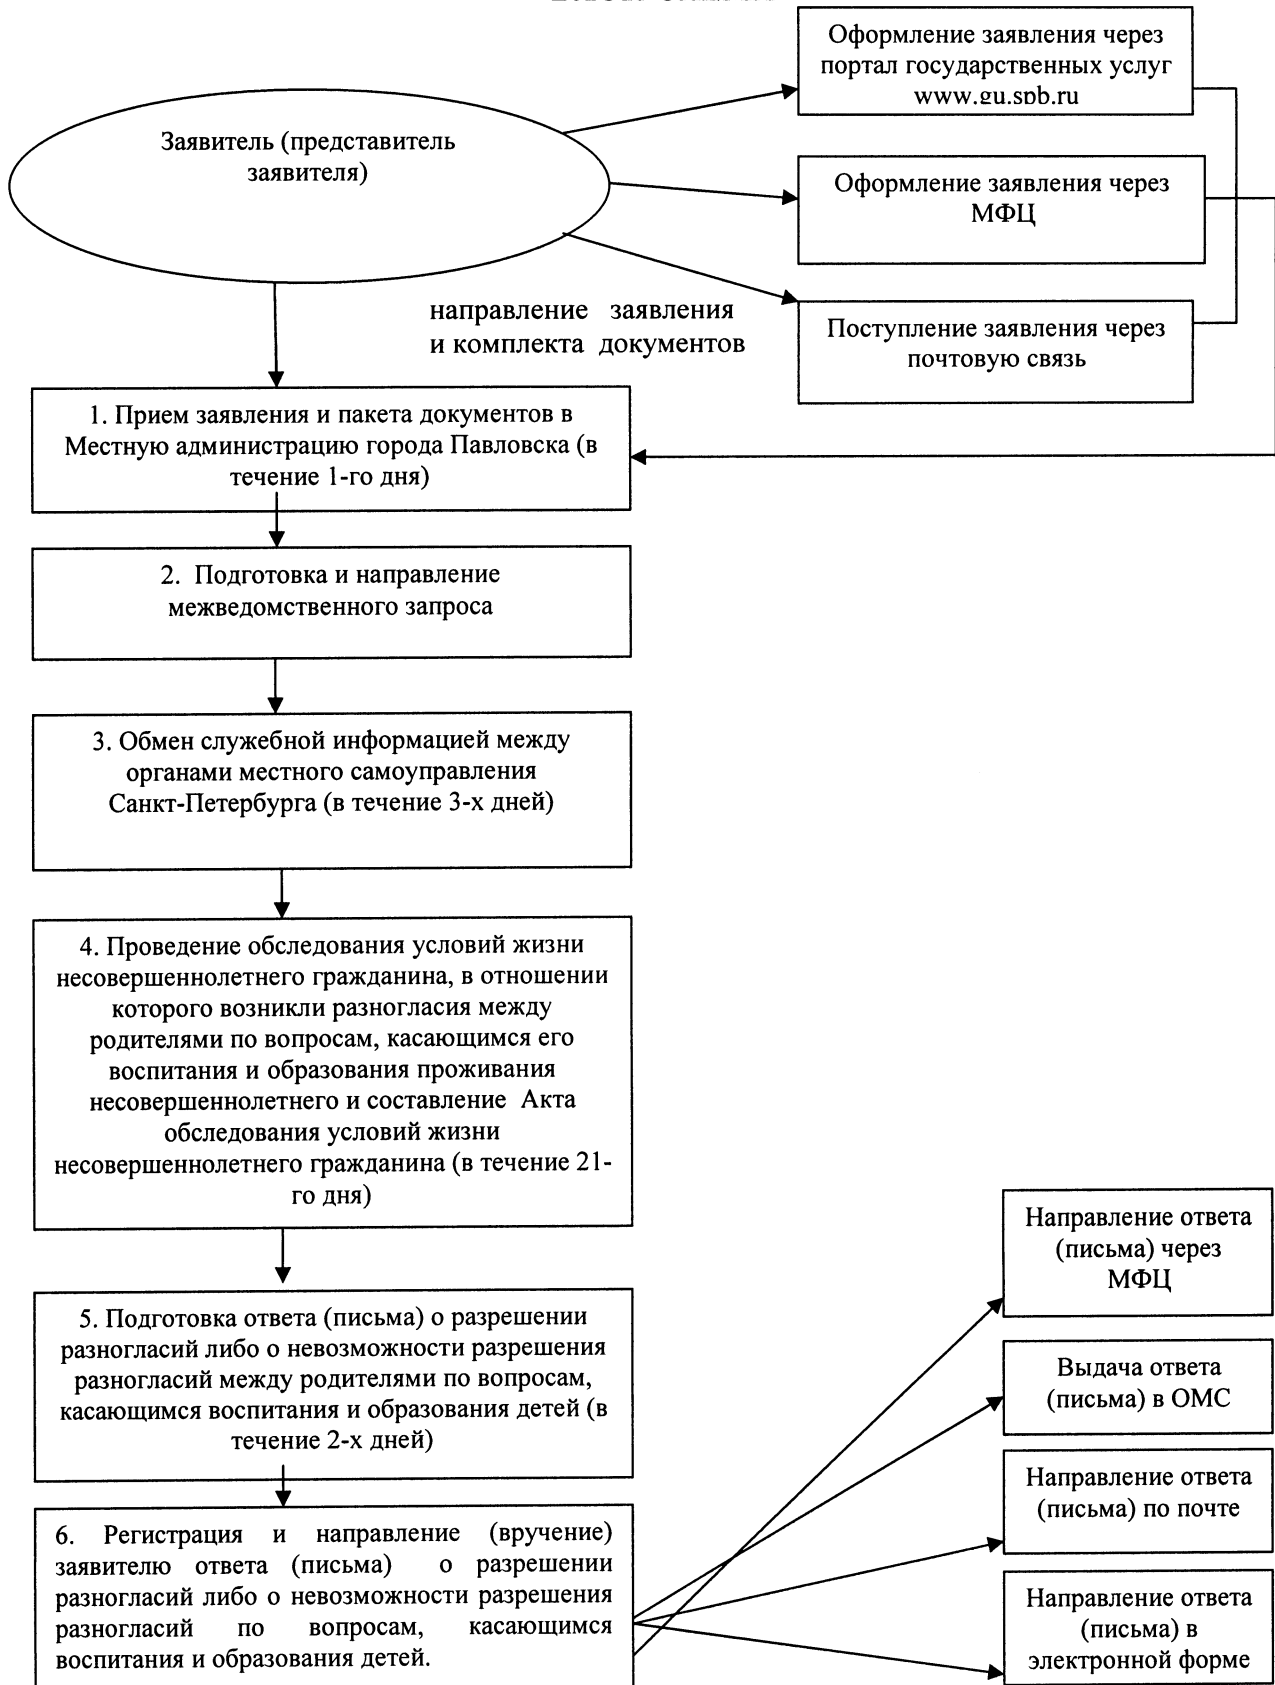 Оформление заявления через
портал государственных услуг
www.gu.spb.ru
Заявитель (представитель
заявителя)
Оформление заявления через
МФЦ
направление заявления
и комплекта документов
Поступление заявления через
почтовую связь
1. Прием заявления и пакета документов в
Местную администрацию города Павловска (в
течение 1-го дня)
2. Подготовка и направление
межведомственного запроса
3. Обмен служебной информацией между
органами местного самоуправления
Санкт-Петербурга (в течение 3-х дней)
4. Проведение обследования условий жизни
несовершеннолетнего гражданина, в отношении
которого возникли разногласия между
родителями по вопросам, касающимся его
воспитания и образования проживания
несовершеннолетнего и составление Акта
обследования условий жизни
несовершеннолетнего гражданина (в течение 21-
го дня)
5. Подготовка ответа (письма) о разрешении
разногласий либо о невозможности разрешения
разногласий между родителями по вопросам,
касающимся воспитания и образования детей (в
течение 2-х дней)
6. Регистрация и направление (вручение)
заявителю ответа (письма) о разрешении
разногласий либо о невозможности разрешения
разногласий по вопросам, касающимся
воспитания и образования детей.
Направление ответа
(письма) через
МФЦ
Выдача ответа
(письма) в ОМС
Направление ответа
(письма) по почте
Направление ответа
(письма) в
электронной форме